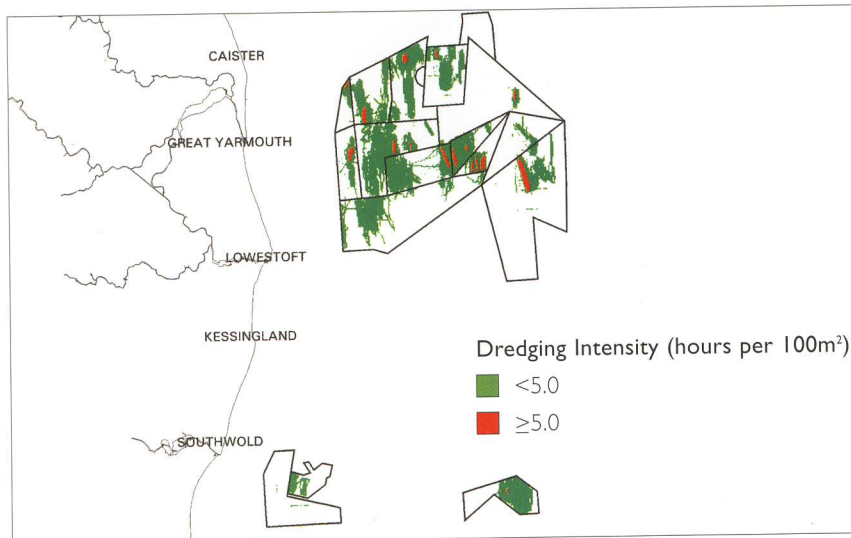 CAISTER
GREAT YARMOUTH
LOWESTOFT
KESSINGLAND
Dredging Intensity (hours per 100m²)
<5.0
≥5.0
SOUTHWOLD